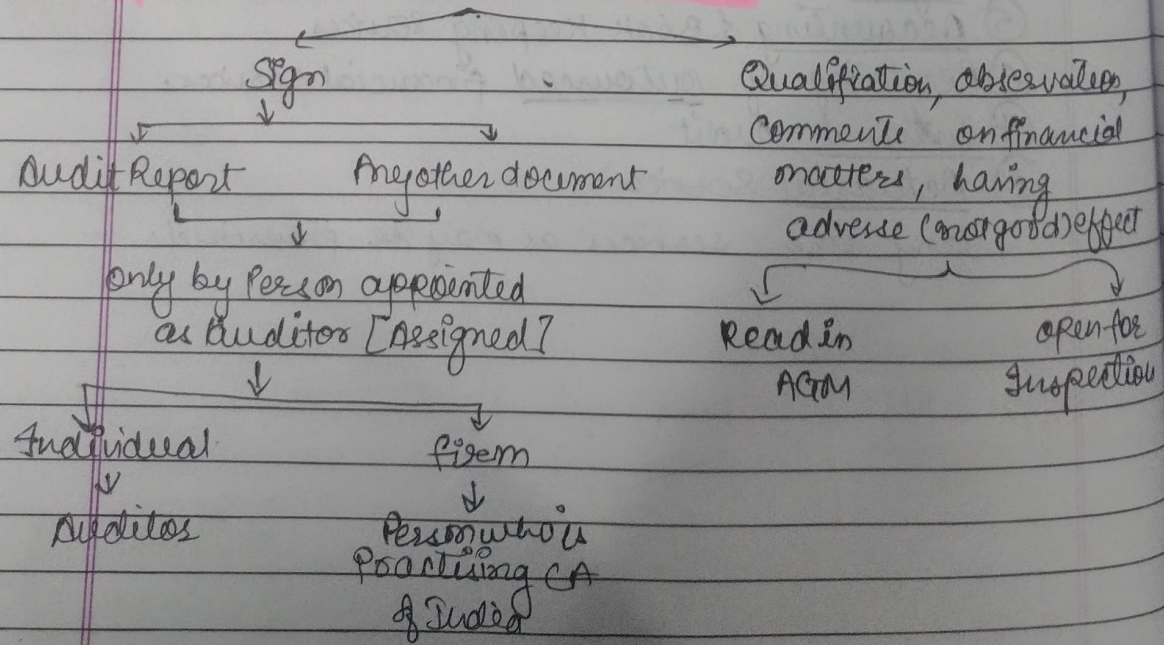 Sign
Qualification, observation,
Comments on financial
matters, having
adverse (not good) effect
Audit Report
Any other document
only by Person appointed
as Auditor [Assigned]
Read in
AGM
open for
Inspection
Individual
firm
Auditor
Person who is
Practising CA
of India